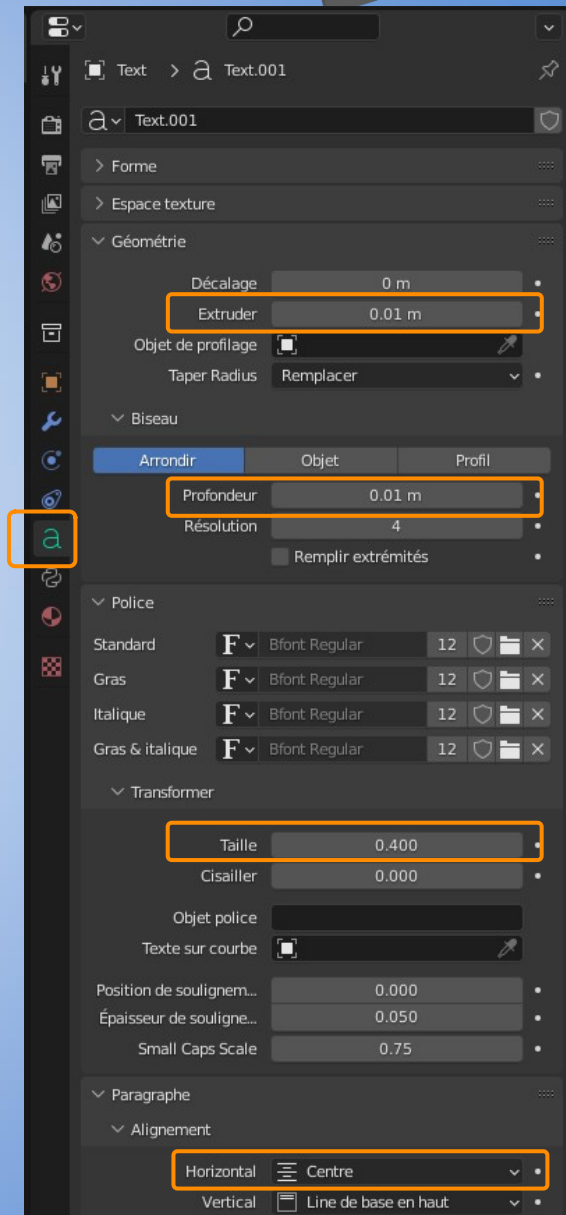 Text > a Text.001
a Text.001
> Forme
> Espace texture
Géométrie
Décalage 0 m
Extruder 0.01 m
Objet de profilage
Taper Radius Remplacer
Biseau
Arrondir Objet Profil
Profondeur 0.01 m
Résolution 4
Remplir extrémités
a
Police
Standard F Bfont Regular 12
Gras F Bfont Regular 12
Italique F Bfont Regular 12
Gras & italique F Bfont Regular 12
Transformer
Taille 0.400
Cisailler 0.000
Objet police
Texte sur courbe
Position de soulignem... 0.000
Épaisseur de souligne... 0.050
Small Caps Scale 0.75
Paragraphe
Alignement
Horizontal Centre
Vertical Line de base en haut